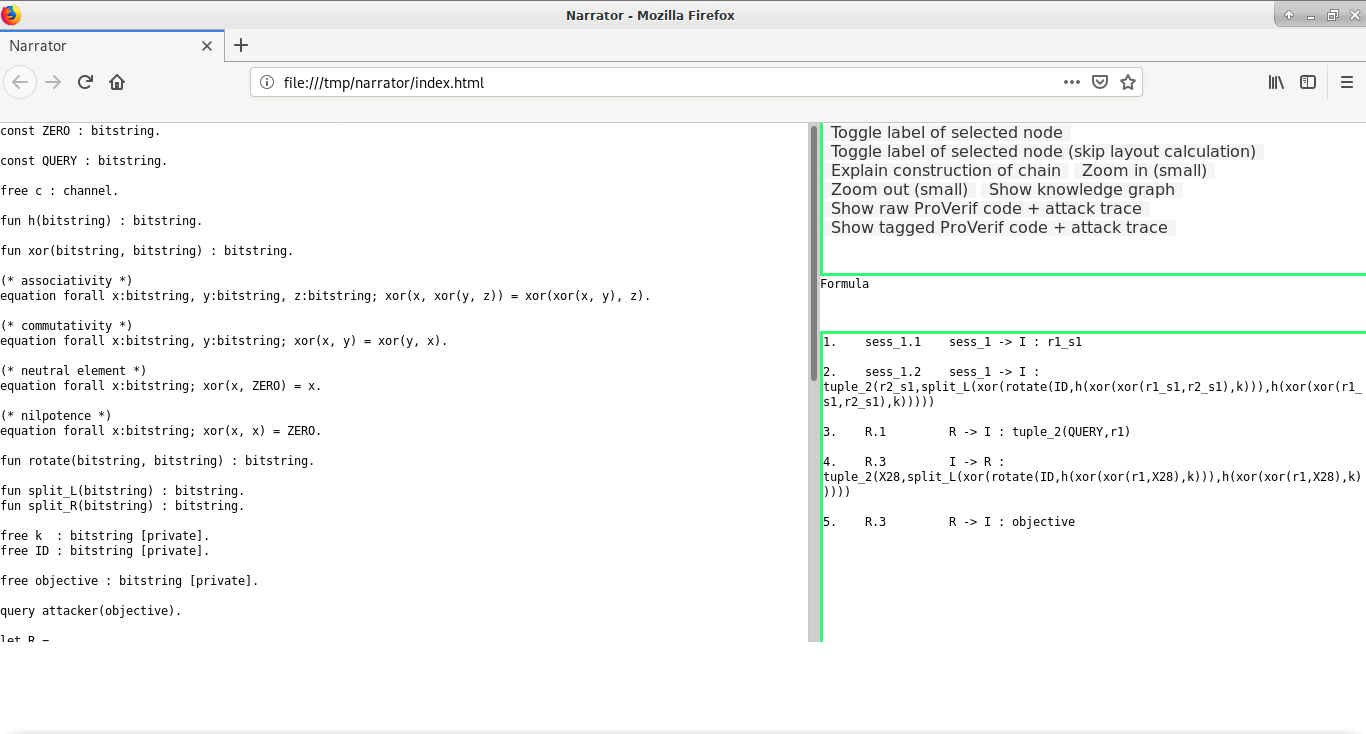 Narrator - Mozilla Firefox
Narrator
file:///tmp/narrator/index.html
const ZERO : bitstring.
const QUERY : bitstring.
free c : channel.
fun h(bitstring) : bitstring.
fun xor(bitstring, bitstring) : bitstring.
(* associativity *)
equation forall x:bitstring, y:bitstring, z:bitstring; xor(x, xor(y, z)) = xor(xor(x, y), z).
(* commutativity *)
equation forall x:bitstring, y:bitstring; xor(x, y) = xor(y, x).
(* neutral element *)
equation forall x:bitstring; xor(x, ZERO) = x.
(* nilpotence *)
equation forall x:bitstring; xor(x, x) = ZERO.
fun rotate(bitstring, bitstring) : bitstring.
fun split_L(bitstring) : bitstring.
fun split_R(bitstring) : bitstring.
free k  : bitstring [private].
free ID : bitstring [private].
free objective : bitstring [private].
query attacker(objective).
let R =
Toggle label of selected node
Toggle label of selected node (skip layout calculation)
Explain construction of chain Zoom in (small)
Zoom out (small) Show knowledge graph
Show raw ProVerif code + attack trace
Show tagged ProVerif code + attack trace
Formula
1.    sess_1.1    sess_1 -> I : r1_s1
2.    sess_1.2    sess_1 -> I :
tuple_2(r2_s1,split_L(xor(rotate(ID,h(xor(xor(r1_s1,r2_s1),k))),h(xor(xor(r1_
s1,r2_s1),k)))))
3.    R.1         R -> I : tuple_2(QUERY,r1)
4.    R.3         I -> R :
tuple_2(X28,split_L(xor(rotate(ID,h(xor(xor(r1,X28),k))),h(xor(xor(r1,X28),k)
))))
5.    R.3         R -> I : objective